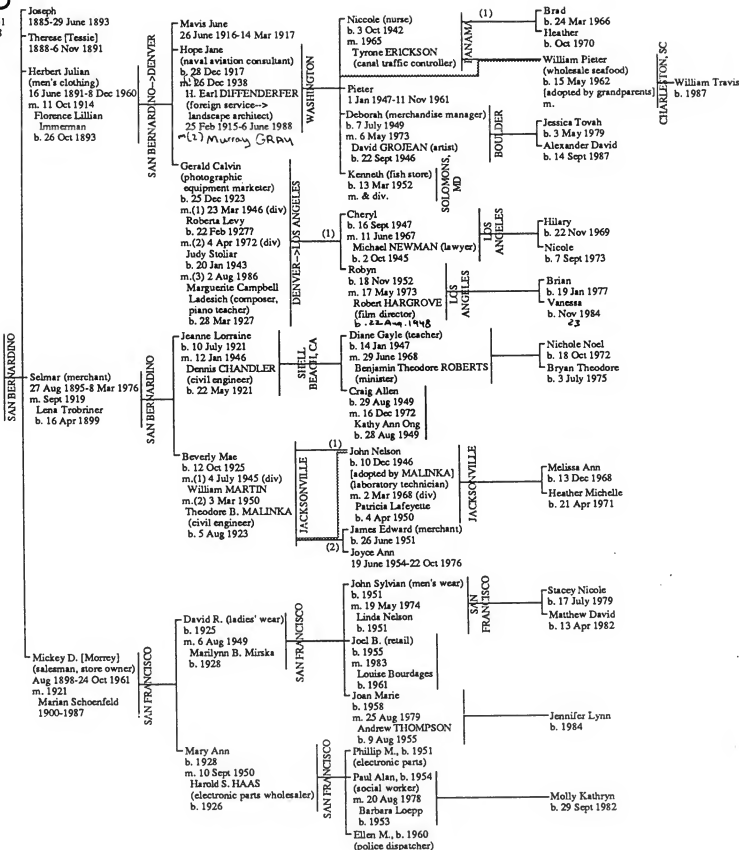 Joseph
1885-29 June 1893
Therese [Tessie]
1888-6 Nov 1891
Herbert Julian
(men's clothing)
16 June 1891-8 Dec 1960
m. 11 Oct 1914
Florence Lillian
Immerman
b. 26 Oct 1893
SAN BERNARDINO-->DENVER
Mavis June
26 June 1916-14 Mar 1917
Hope Jane
(naval aviation consultant)
b. 28 Dec 1917
m. 26 Dec 1938
H. Earl DIFFENDERFER
(foreign service-->
landscape architect)
25 Feb 1915-6 June 1988
m(2) Murray GRAY
WASHINGTON
Niccole (nurse)
b. 3 Oct 1942
m. 1965
Tyrone ERICKSON
(canal traffic controller)
(1)
PANAMA
Brad
b. 24 Mar 1966
Heather
b. Oct 1970
William Pieter
(wholesale seafood)
b. 15 May 1962
[adopted by grandparents]
m.
CHARLESTON, SC
William Travis
b. 1987
Pieter
1 Jan 1947-11 Nov 1961
Deborah (merchandise manager)
b. 7 July 1949
m. 6 May 1973
David GROJEAN (artist)
b. 22 Sept 1946
BOULDER
Jessica Tovah
b. 3 May 1979
Alexander David
b. 14 Sept 1987
Kenneth (fish store)
b. 13 Mar 1952
m. & div.
SOLOMONS,
MD
Gerald Calvin
(photographic
equipment marketer)
b. 25 Dec 1923
m.(1) 23 Mar 1946 (div)
Roberta Levy
b. 22 Feb 1927?
m.(2) 4 Apr 1972 (div)
Judy Stoliar
b. 20 Jan 1943
m.(3) 2 Aug 1986
Marguerite Campbell
Ladesich (composer,
piano teacher)
b. 28 Mar 1927
DENVER-->LOS ANGELES
(1)
Cheryl
b. 16 Sept 1947
m. 11 June 1967
Michael NEWMAN (lawyer)
b. 2 Oct 1945
LOS
ANGELES
Hilary
b. 22 Nov 1969
Nicole
b. 7 Sept 1973
Robyn
b. 18 Nov 1952
m. 17 May 1973
Robert HARGROVE
(film director)
b. 22 Aug. 1948
LOS
ANGELES
Brian
b. 19 Jan 1977
Vanessa
b. Nov 1984
23
SAN BERNARDINO
Selmar (merchant)
27 Aug 1895-8 Mar 1976
m. Sept 1919
Lena Trobriner
b. 16 Apr 1899
SAN BERNARDINO
Jeanne Lorraine
b. 10 July 1921
m. 12 Jan 1946
Dennis CHANDLER
(civil engineer)
b. 22 May 1921
SHELL
BEACH, CA
Diane Gayle (teacher)
b. 14 Jan 1947
m. 29 June 1968
Benjamin Theodore ROBERTS
(minister)
Nichole Noel
b. 18 Oct 1972
Bryan Theodore
b. 3 July 1975
Craig Allen
b. 29 Aug 1949
m. 16 Dec 1972
Kathy Ann Ong
b. 28 Aug 1949
Beverly Mae
b. 12 Oct 1925
m.(1) 4 July 1945 (div)
William MARTIN
m.(2) 3 Mar 1950
Theodore B. MALINKA
(civil engineer)
b. 5 Aug 1923
JACKSONVILLE
(1)
John Nelson
b. 10 Dec 1946
[adopted by MALINKA]
(laboratory technician)
m. 2 Mar 1968 (div)
Patricia Lafeyette
b. 4 Apr 1950
JACKSONVILLE
Melissa Ann
b. 13 Dec 1968
Heather Michelle
b. 21 Apr 1971
James Edward (merchant)
b. 26 June 1951
(2)
Joyce Ann
19 June 1954-22 Oct 1976
Mickey D. [Morrey]
(salesman, store owner)
Aug 1898-24 Oct 1961
m. 1921
Marian Schoenfeld
1900-1987
SAN FRANCISCO
David R. (ladies' wear)
b. 1925
m. 6 Aug 1949
Marilynn B. Mirska
b. 1928
SAN FRANCISCO
John Sylvian (men's wear)
b. 1951
m. 19 May 1974
Linda Nelson
b. 1951
SAN
FRANCISCO
Stacey Nicole
b. 17 July 1979
Matthew David
b. 13 Apr 1982
Joel B. (retail)
b. 1955
m. 1983
Louise Bourdages
b. 1961
Joan Marie
b. 1958
m. 25 Aug 1979
Andrew THOMPSON
b. 9 Aug 1955
Jennifer Lynn
b. 1984
Mary Ann
b. 1928
m. 10 Sept 1950
Harold S. HAAS
(electronic parts wholesaler)
b. 1926
SAN FRANCISCO
Phillip M., b. 1951
(electronic parts)
Paul Alan, b. 1954
(social worker)
m. 20 Aug 1978
Barbara Loepp
b. 1953
Molly Kathryn
b. 29 Sept 1982
Ellen M., b. 1960
(police dispatcher)